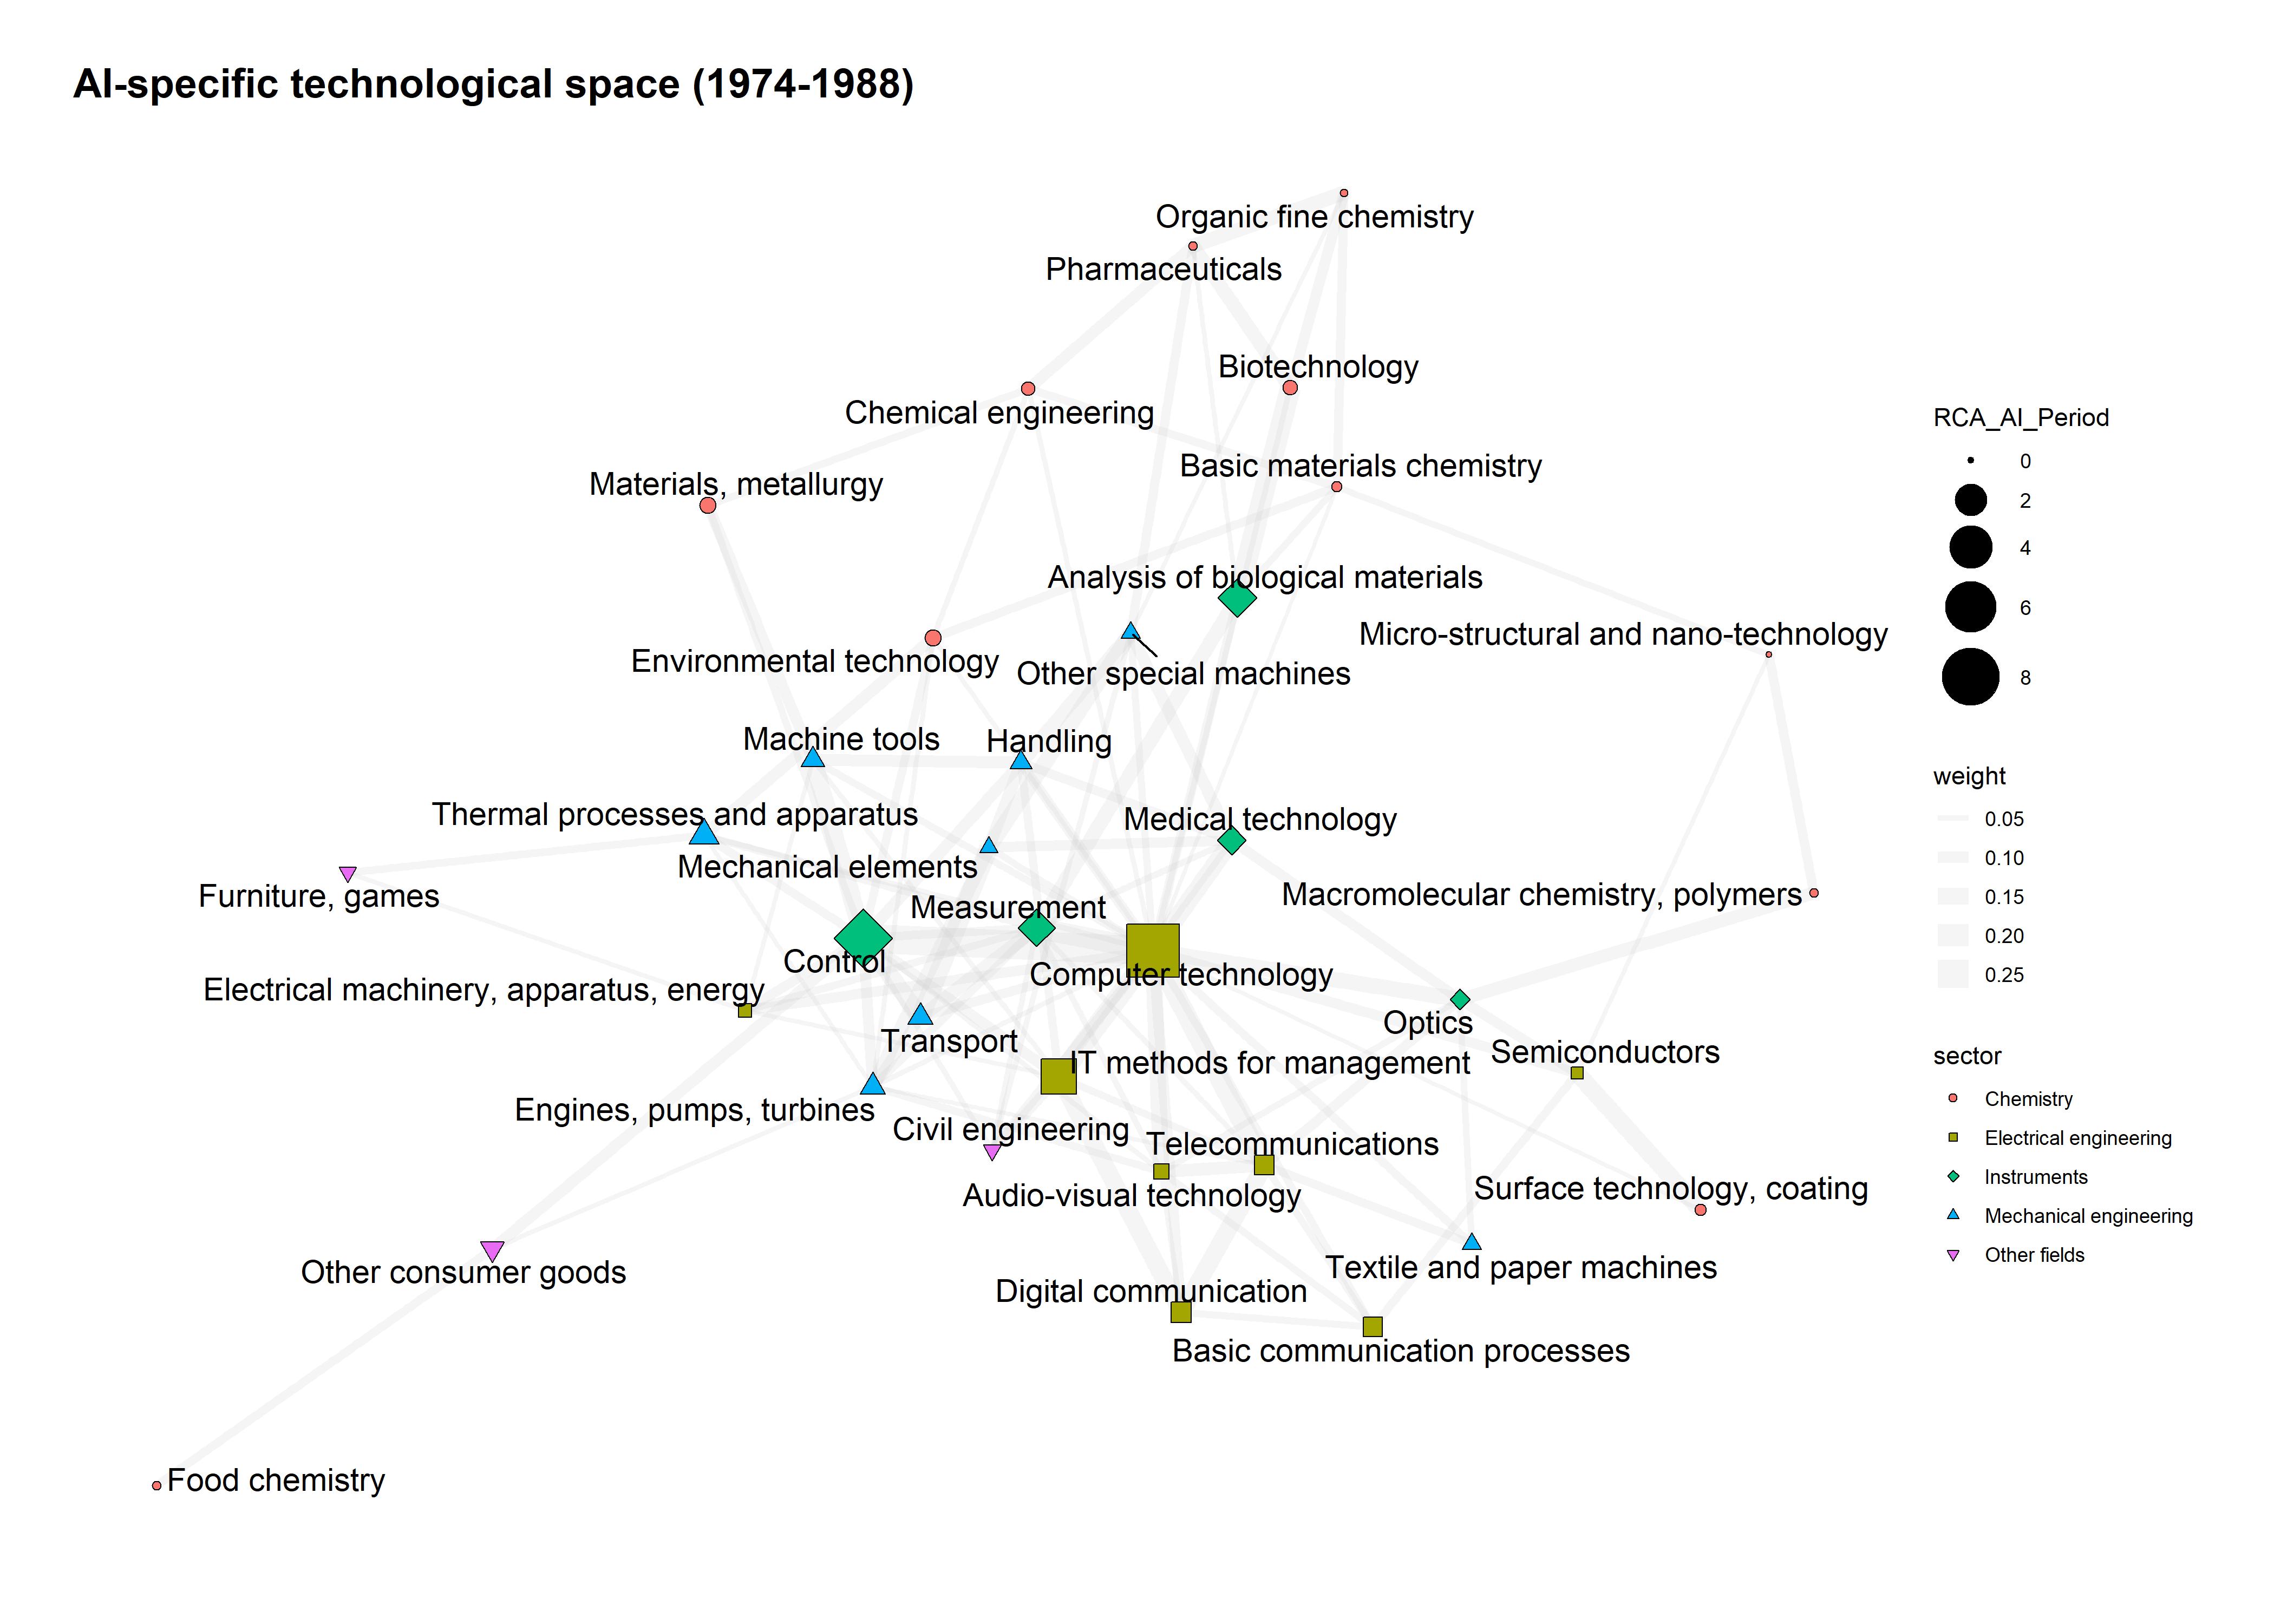 AI-specific technological space (1974-1988)
Organic fine chemistry
Pharmaceuticals
Biotechnology
Chemical engineering
Basic materials chemistry
Materials, metallurgy
Analysis of biological materials
Micro-structural and nano-technology
Environmental technology
Other special machines
Machine tools
Handling
Thermal processes and apparatus
Medical technology
Mechanical elements
Furniture, games
Macromolecular chemistry, polymers
Measurement
Control
Computer technology
Electrical machinery, apparatus, energy
Optics
Transport
Semiconductors
IT methods for management
Engines, pumps, turbines
Civil engineering
Telecommunications
Surface technology, coating
Audio-visual technology
Textile and paper machines
Other consumer goods
Digital communication
Basic communication processes
Food chemistry
RCA_AI_Period
0
2
4
6
8
weight
0.05
0.10
0.15
0.20
0.25
sector
Chemistry
Electrical engineering
Instruments
Mechanical engineering
Other fields